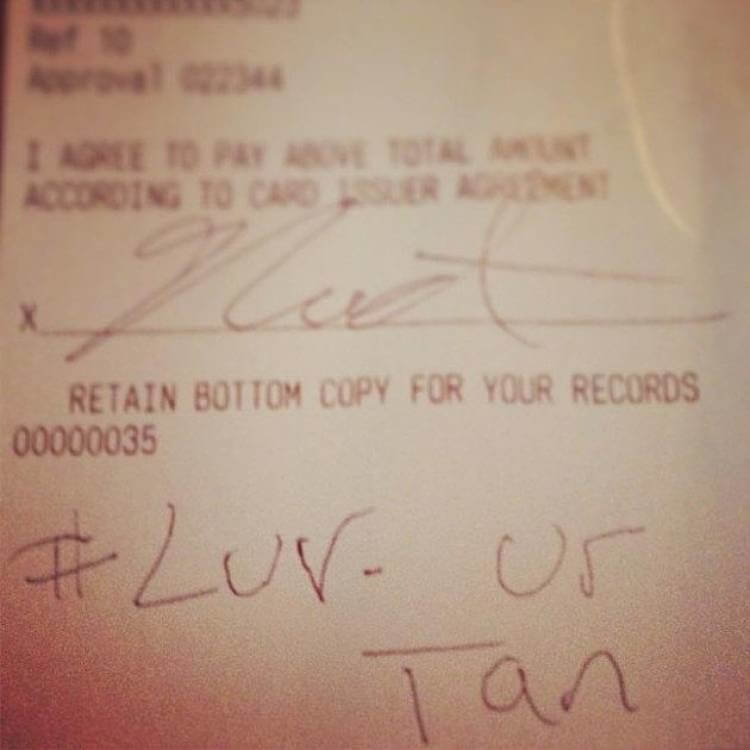 Ref 10
Approval 022344
I AGREE TO PAY ABOVE TOTAL AMOUNT
ACCORDING TO CARD ISSUER AGREEMENT
X
RETAIN BOTTOM COPY FOR YOUR RECORDS
00000035
#Luv- ur
Tan